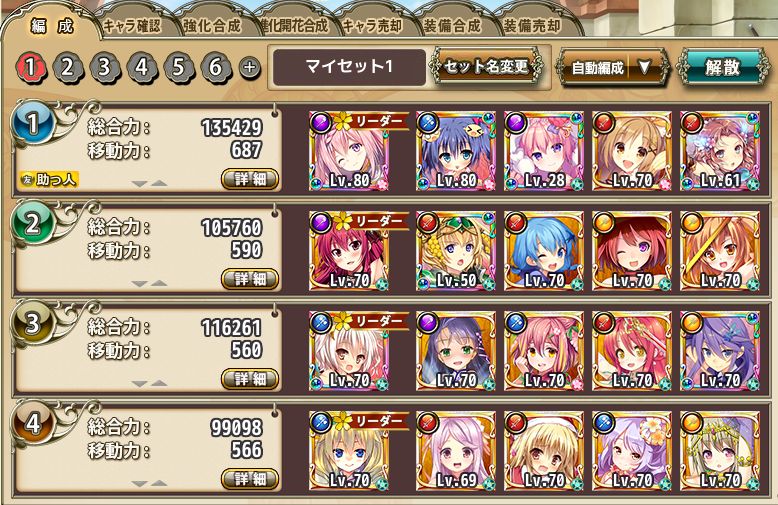 編成 キャラ確認 強化合成 進化開花合成 キャラ売却 装備合成 装備売却
1 2 3 4 5 6 + マイセット1 セット名変更 自動編成 ▼ 解散
1 総合力: 135429 リーダー
移動力: 687
友 助っ人 詳細 Lv.80 Lv.80 Lv.28 Lv.70 Lv.61
2 総合力: 105760 リーダー
移動力: 590
詳細 Lv.70 Lv.50 Lv.70 Lv.70 Lv.70
3 総合力: 116261 リーダー
移動力: 560
詳細 Lv.70 Lv.70 Lv.70 Lv.70 Lv.70
4 総合力: 99098 リーダー
移動力: 566
詳細 Lv.70 Lv.69 Lv.70 Lv.70 Lv.70